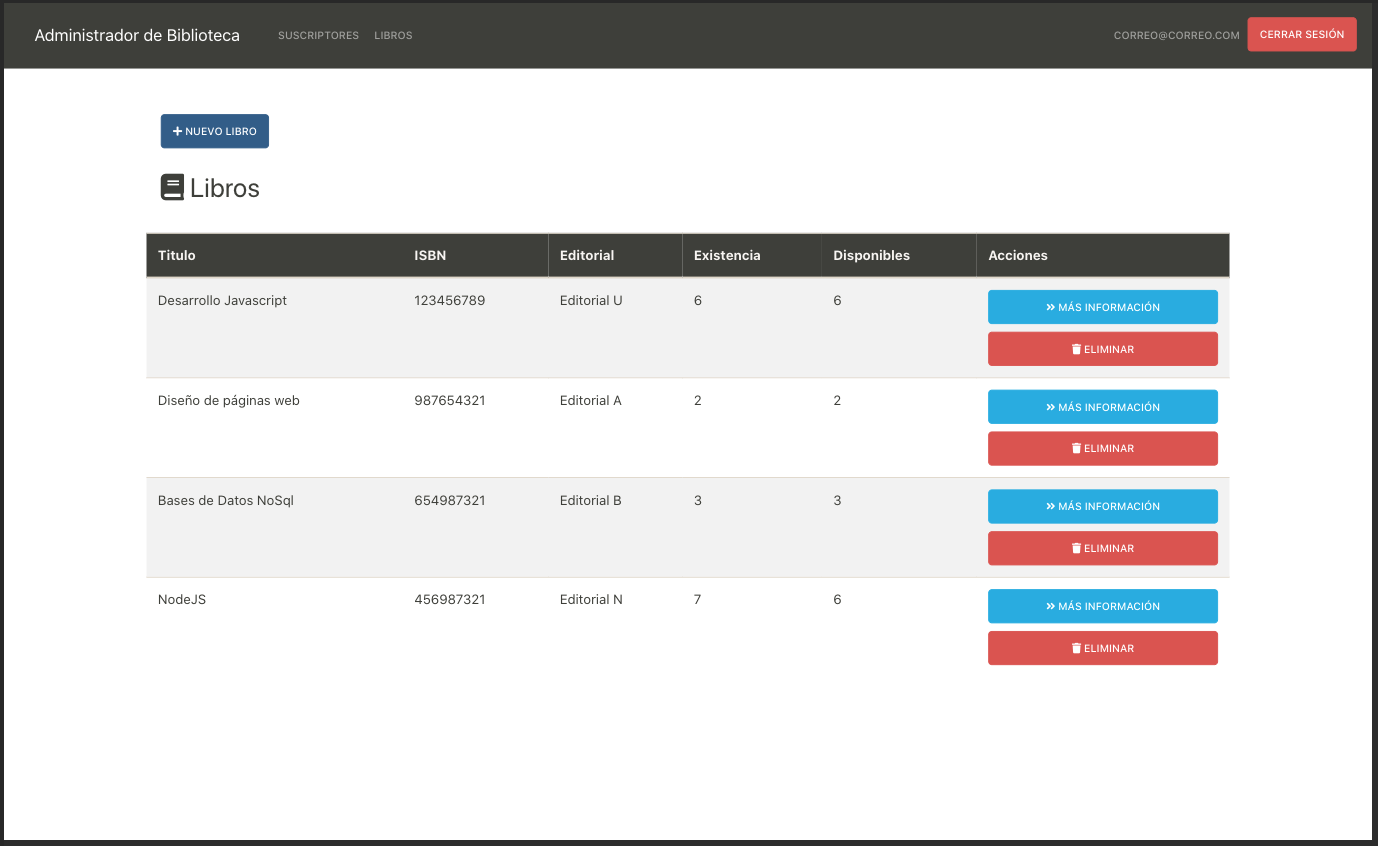 Administrador de Biblioteca SUSCRIPTORES LIBROS CORREO@CORREO.COM CERRAR SESIÓN
NUEVO LIBRO
Libros
Titulo ISBN Editorial Existencia Disponibles Acciones
Desarrollo Javascript 123456789 Editorial U 6 6 MÁS INFORMACIÓN
ELIMINAR
Diseño de páginas web 987654321 Editorial A 2 2 MÁS INFORMACIÓN
ELIMINAR
Bases de Datos NoSql 654987321 Editorial B 3 3 MÁS INFORMACIÓN
ELIMINAR
NodeJS 456987321 Editorial N 7 6 MÁS INFORMACIÓN
ELIMINAR